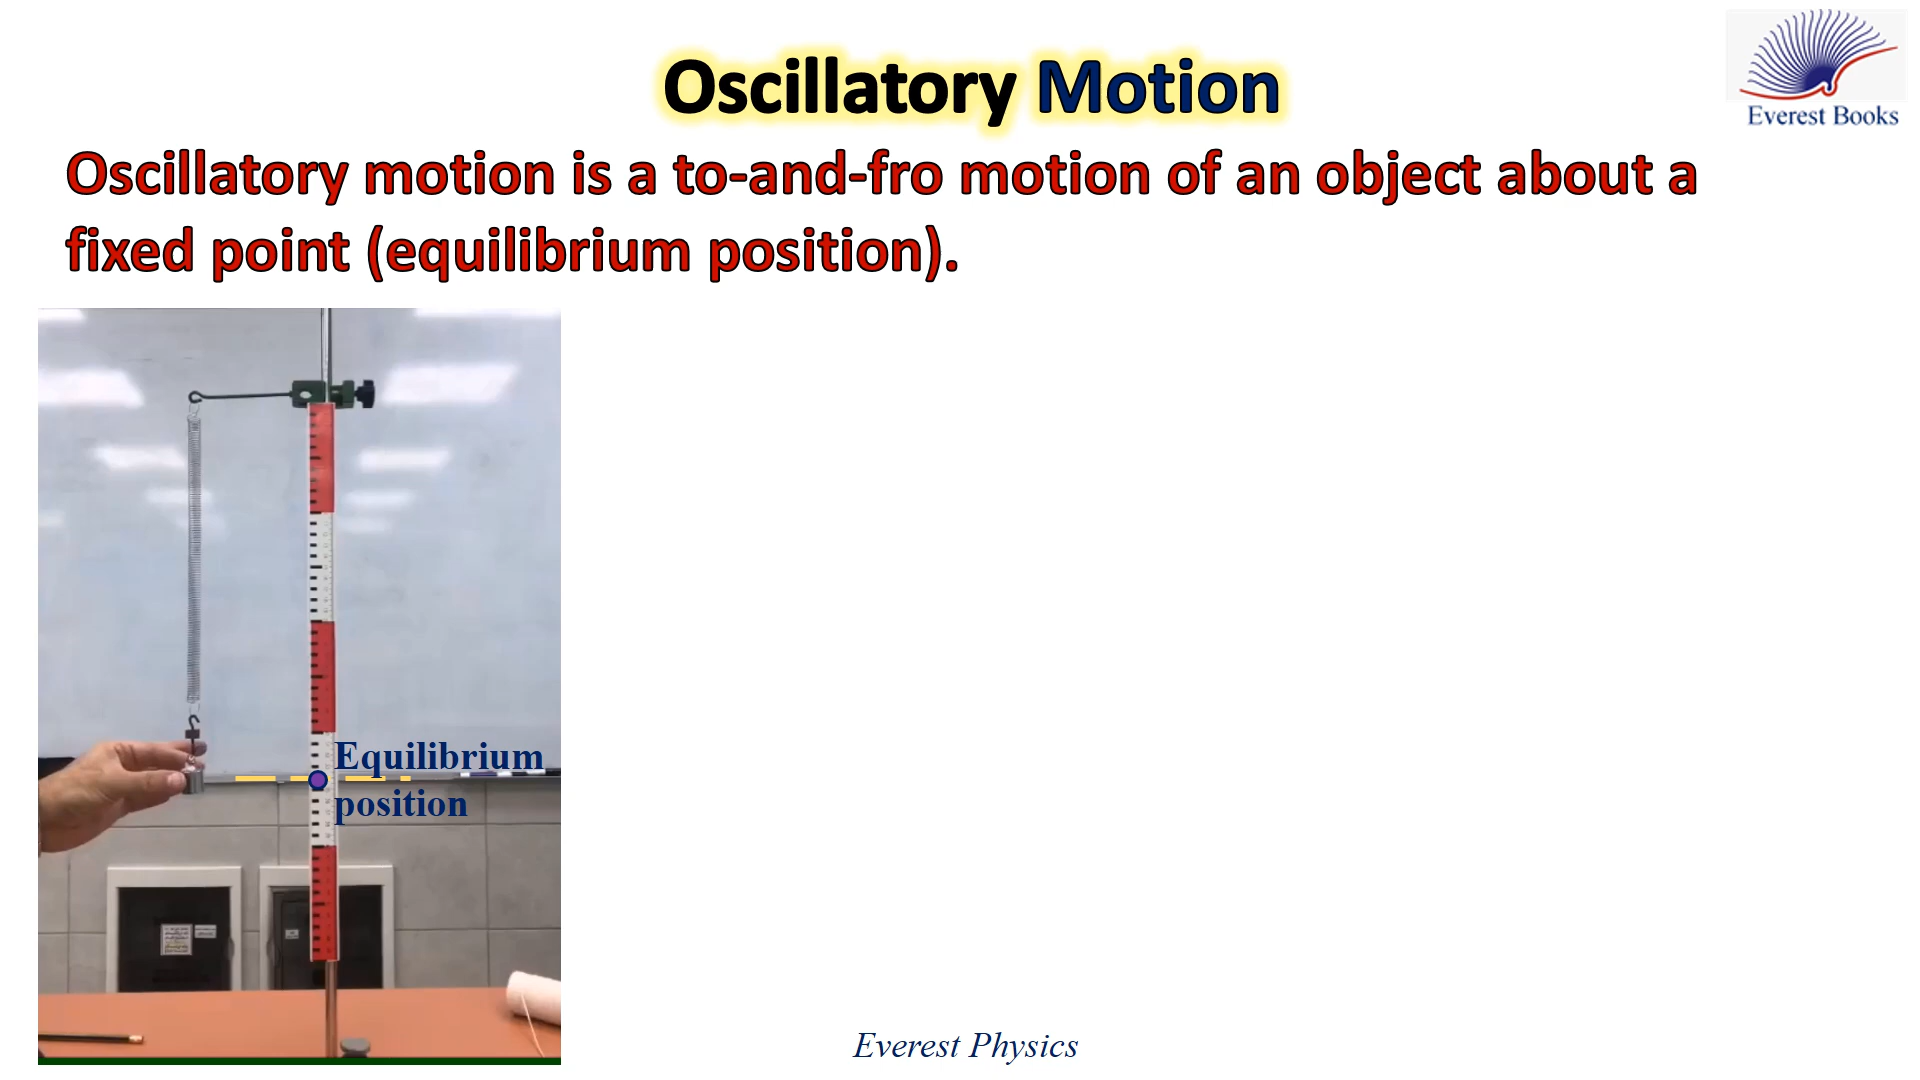 Oscillatory Motion
Everest Books
Oscillatory motion is a to-and-fro motion of an object about a
fixed point (equilibrium position).
Equilibrium
position
Everest Physics